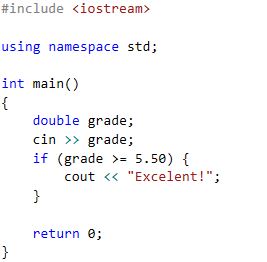 #include <iostream>
using namespace std;
int main()
{
    double grade;
    cin >> grade;
    if (grade >= 5.50) {
        cout << "Excelent!";
    }
    return 0;
}